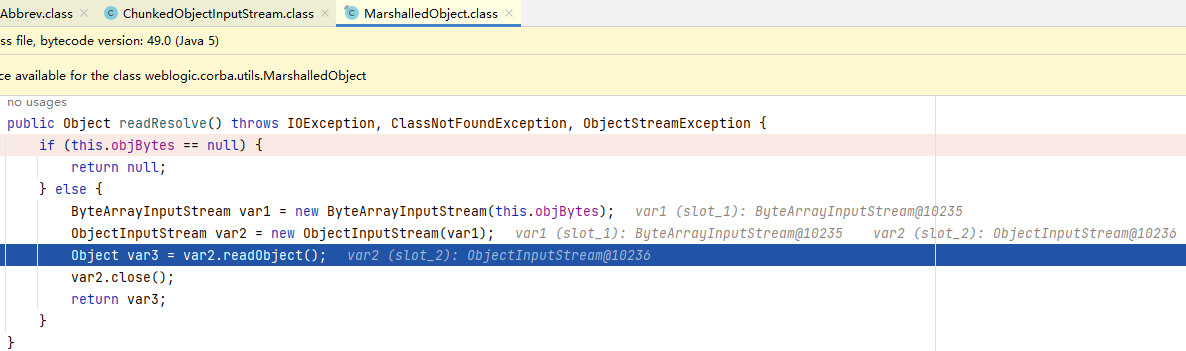 Abbrev.class × ChunkedObjectInputStream.class × MarshalledObject.class ×
ss file, bytecode version: 49.0 (Java 5)
ce available for the class weblogic.corba.utils.MarshalledObject
no usages
public Object readResolve() throws IOException, ClassNotFoundException, ObjectStreamException {
if (this.objBytes == null) {
return null;
} else {
ByteArrayInputStream var1 = new ByteArrayInputStream(this.objBytes); var1 (slot_1): ByteArrayInputStream@10235
ObjectInputStream var2 = new ObjectInputStream(var1); var1 (slot_1): ByteArrayInputStream@10235 var2 (slot_2): ObjectInputStream@10236
Object var3 = var2.readObject(); var2 (slot_2): ObjectInputStream@10236
var2.close();
return var3;
}
}